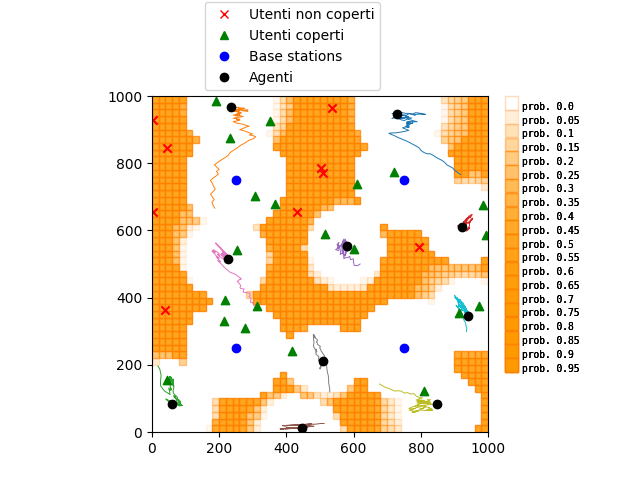 Utenti non coperti
Utenti coperti
Base stations
Agenti
1000
800
600
400
200
0
0 200 400 600 800 1000
prob. 0.0
prob. 0.05
prob. 0.1
prob. 0.15
prob. 0.2
prob. 0.25
prob. 0.3
prob. 0.35
prob. 0.4
prob. 0.45
prob. 0.5
prob. 0.55
prob. 0.6
prob. 0.65
prob. 0.7
prob. 0.75
prob. 0.8
prob. 0.85
prob. 0.9
prob. 0.95